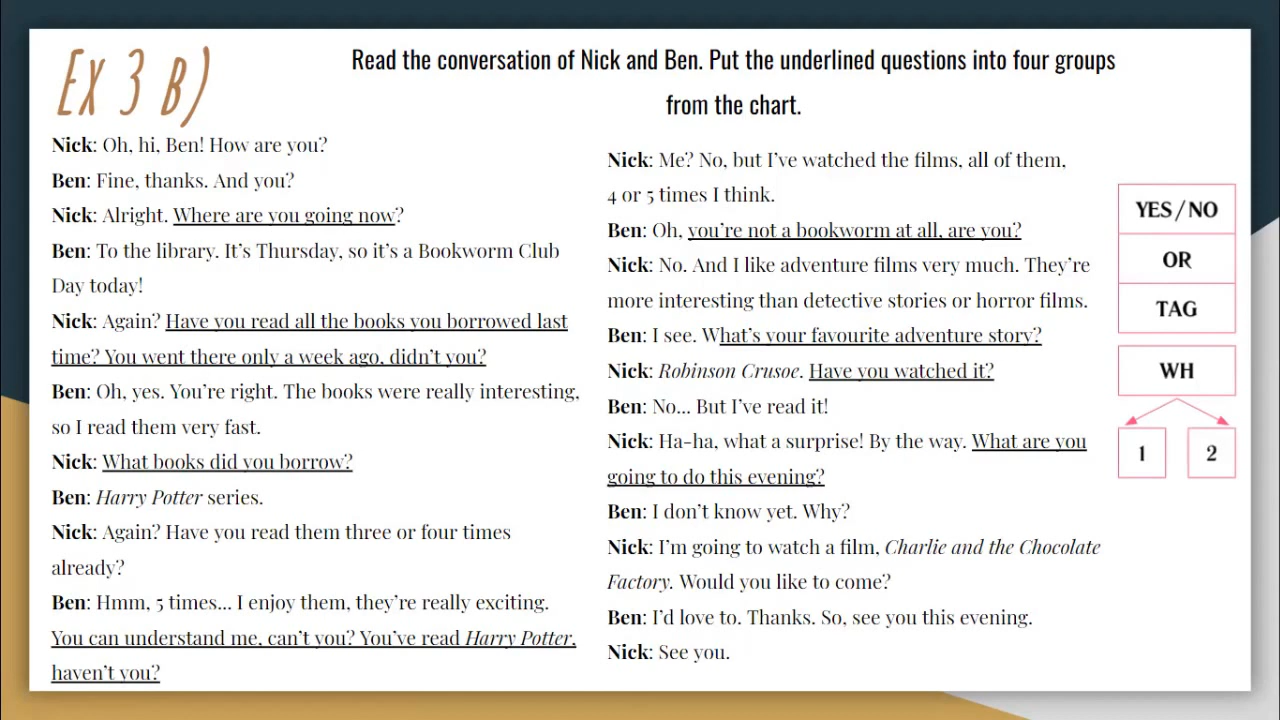 Ex 3 B)
Read the conversation of Nick and Ben. Put the underlined questions into four groups
from the chart.
Nick: Oh, hi, Ben! How are you?
Ben: Fine, thanks. And you?
Nick: Alright. Where are you going now?
Ben: To the library. It's Thursday, so it's a Bookworm Club
Day today!
Nick: Again? Have you read all the books you borrowed last
time? You went there only a week ago, didn't you?
Ben: Oh, yes. You're right. The books were really interesting,
so I read them very fast.
Nick: What books did you borrow?
Ben: Harry Potter series.
Nick: Again? Have you read them three or four times
already?
Ben: Hmm, 5 times... I enjoy them, they're really exciting.
You can understand me, can't you? You've read Harry Potter,
haven't you?
Nick: Me? No, but I've watched the films, all of them,
4 or 5 times I think.
Ben: Oh, you're not a bookworm at all, are you?
Nick: No. And I like adventure films very much. They're
more interesting than detective stories or horror films.
Ben: I see. What's your favourite adventure story?
Nick: Robinson Crusoe. Have you watched it?
Ben: No... But I've read it!
Nick: Ha-ha, what a surprise! By the way. What are you
going to do this evening?
Ben: I don't know yet. Why?
Nick: I'm going to watch a film, Charlie and the Chocolate
Factory. Would you like to come?
Ben: I'd love to. Thanks. So, see you this evening.
Nick: See you.
YES / NO
OR
TAG
WH
1
2